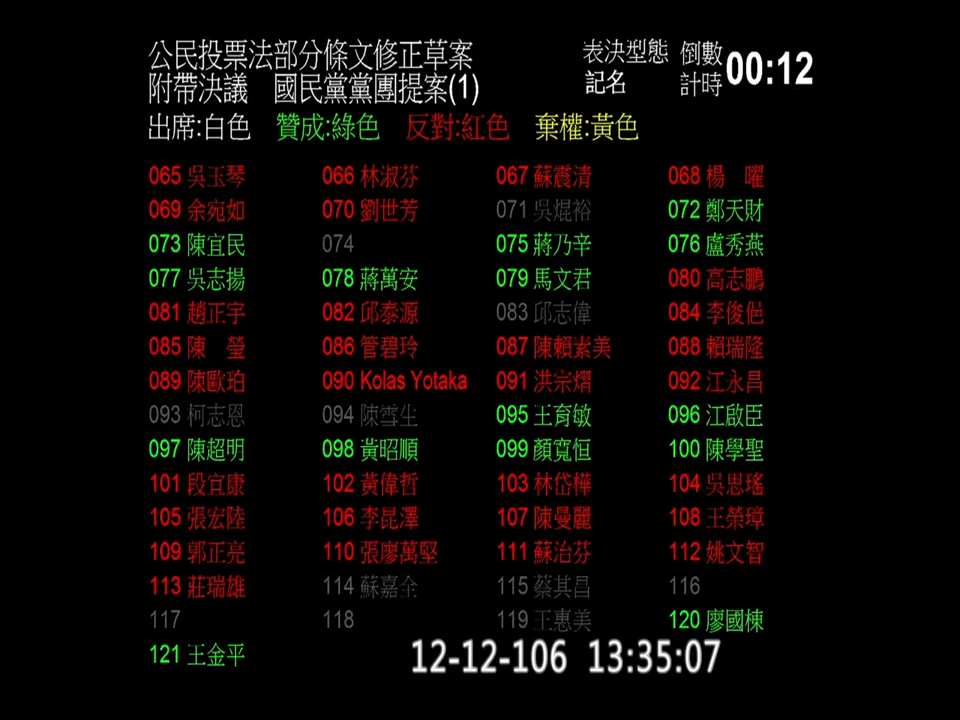 公民投票法部分條文修正草案 表決型態 倒數 00:12
附帶決議 國民黨黨團提案(1) 記名 計時
出席:白色 贊成:綠色 反對:紅色 棄權:黃色
065 吳玉琴 066 林淑芬 067 蘇震清 068 楊 曜
069 余宛如 070 劉世芳 071 吳焜裕 072 鄭天財
073 陳宜民 074 075 蔣乃辛 076 盧秀燕
077 吳志揚 078 蔣萬安 079 馬文君 080 高志鵬
081 趙正宇 082 邱泰源 083 邱志偉 084 李俊俋
085 陳 瑩 086 管碧玲 087 陳賴素美 088 賴瑞隆
089 陳歐珀 090 Kolas Yotaka 091 洪宗熠 092 江永昌
093 柯志恩 094 陳雪生 095 王育敏 096 江啟臣
097 陳超明 098 黃昭順 099 顏寬恒 100 陳學聖
101 段宜康 102 黃偉哲 103 林岱樺 104 吳思瑤
105 張宏陸 106 李昆澤 107 陳曼麗 108 王榮璋
109 郭正亮 110 張廖萬堅 111 蘇治芬 112 姚文智
113 莊瑞雄 114 蘇嘉全 115 蔡其昌 116
117 118 119 王惠美 120 廖國棟
121 王金平 12-12-106 13:35:07